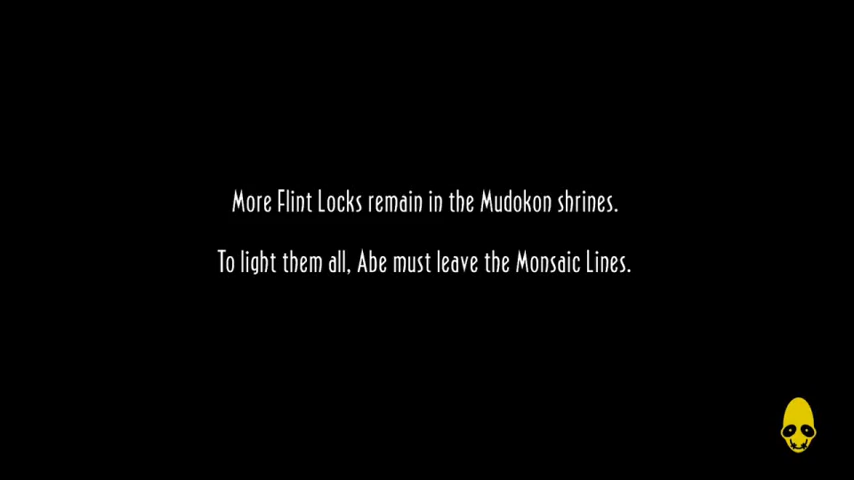 More Flint Locks remain in the Mudokon shrines.
To light them all, Abe must leave the Monsaic Lines.